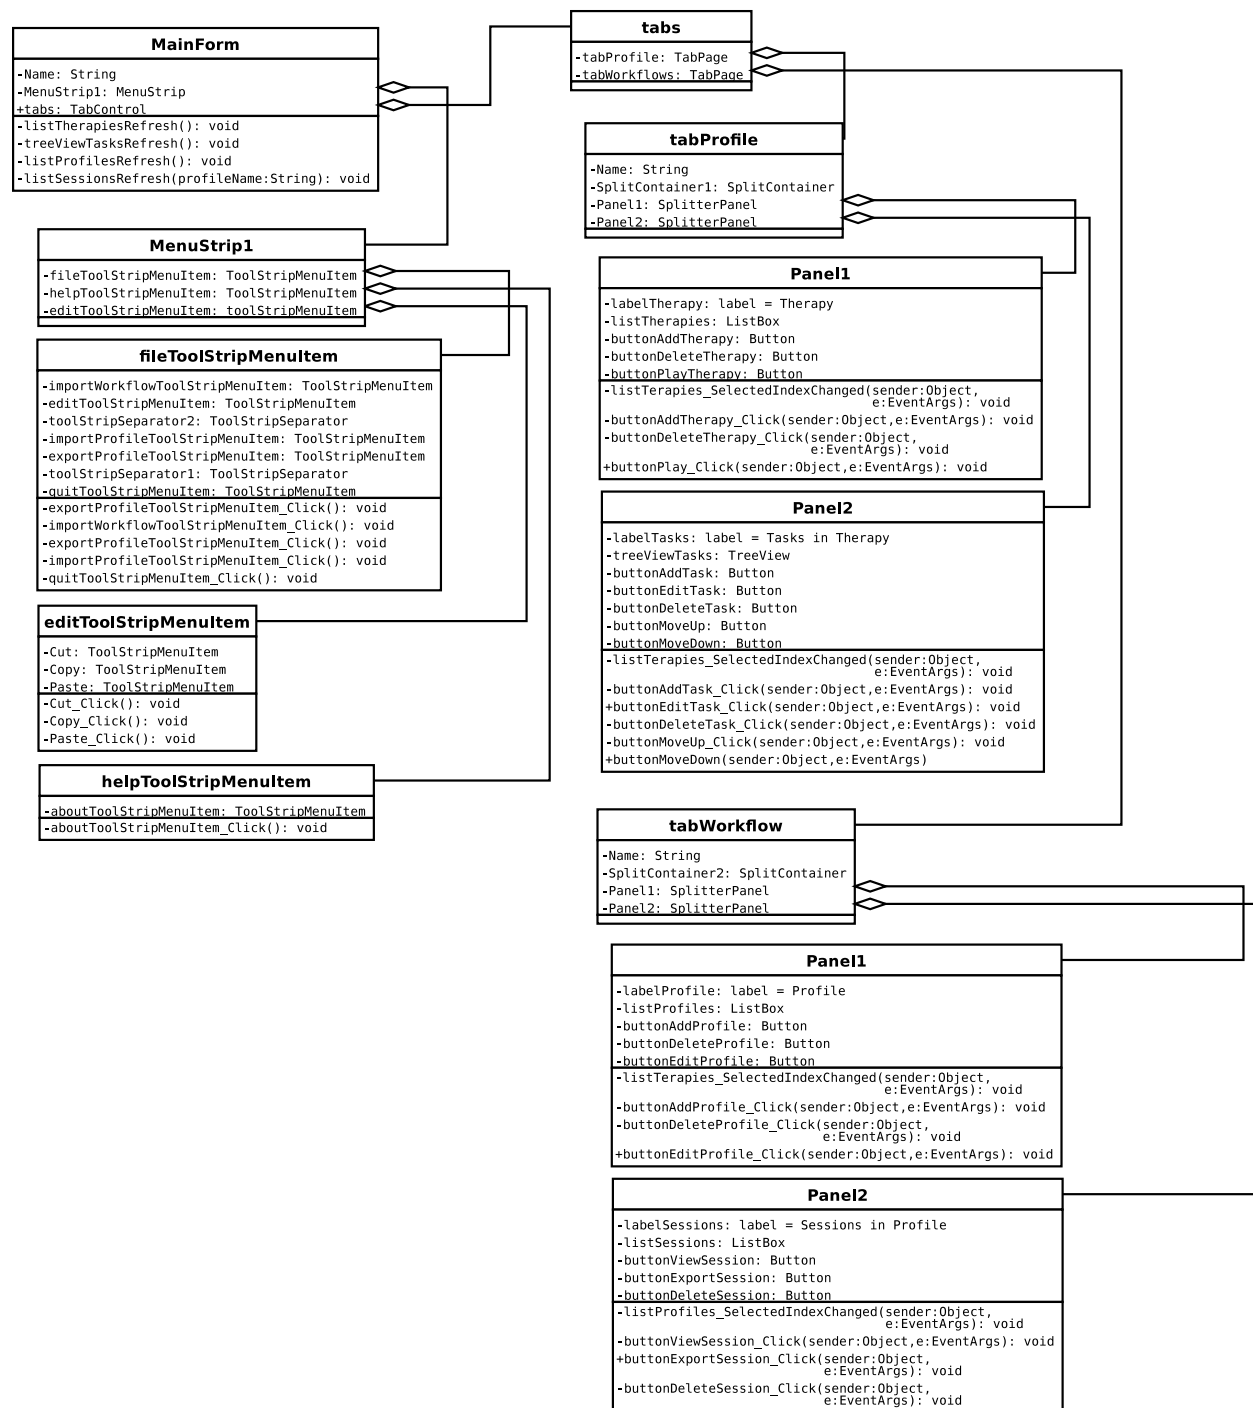 MainForm
-Name: String
-MenuStrip1: MenuStrip
+tabs: TabControl
-listTherapiesRefresh(): void
-treeViewTasksRefresh(): void
-listProfilesRefresh(): void
-listSessionsRefresh(profileName:String): void
MenuStrip1
-fileToolStripMenuItem: ToolStripMenuItem
-helpToolStripMenuItem: ToolStripMenuItem
-editToolStripMenuItem: toolStripMenuItem
fileToolStripMenuItem
-importWorkflowToolStripMenuItem: ToolStripMenuItem
-editToolStripMenuItem: ToolStripMenuItem
-toolStripSeparator2: ToolStripSeparator
-importProfileToolStripMenuItem: ToolStripMenuItem
-exportProfileToolStripMenuItem: ToolStripMenuItem
-toolStripSeparator1: ToolStripSeparator
-quitToolStripMenuItem: ToolStripMenuItem
-exportProfileToolStripMenuItem_Click(): void
-importWorkflowToolStripMenuItem_Click(): void
-exportProfileToolStripMenuItem_Click(): void
-importProfileToolStripMenuItem_Click(): void
-quitToolStripMenuItem_Click(): void
editToolStripMenuItem
-Cut: ToolStripMenuItem
-Copy: ToolStripMenuItem
-Paste: ToolStripMenuItem
-Cut_Click(): void
-Copy_Click(): void
-Paste_Click(): void
helpToolStripMenuItem
-aboutToolStripMenuItem: ToolStripMenuItem
-aboutToolStripMenuItem_Click(): void
tabs
-tabProfile: TabPage
-tabWorkflows: TabPage
tabProfile
-Name: String
-SplitContainer1: SplitContainer
-Panel1: SplitterPanel
-Panel2: SplitterPanel
Panel1
-labelTherapy: label = Therapy
-listTherapies: ListBox
-buttonAddTherapy: Button
-buttonDeleteTherapy: Button
-buttonPlayTherapy: Button
-listTerapies_SelectedIndexChanged(sender:Object,
e:EventArgs): void
-buttonAddTherapy_Click(sender:Object,e:EventArgs): void
-buttonDeleteTherapy_Click(sender:Object,
e:EventArgs): void
+buttonPlay_Click(sender:Object,e:EventArgs): void
Panel2
-labelTasks: label = Tasks in Therapy
-treeViewTasks: TreeView
-buttonAddTask: Button
-buttonEditTask: Button
-buttonDeleteTask: Button
-buttonMoveUp: Button
-buttonMoveDown: Button
-listTerapies_SelectedIndexChanged(sender:Object,
e:EventArgs): void
-buttonAddTask_Click(sender:Object,e:EventArgs): void
+buttonEditTask_Click(sender:Object,e:EventArgs): void
-buttonDeleteTask_Click(sender:Object,e:EventArgs): void
-buttonMoveUp_Click(sender:Object,e:EventArgs): void
+buttonMoveDown(sender:Object,e:EventArgs)
tabWorkflow
-Name: String
-SplitContainer2: SplitContainer
-Panel1: SplitterPanel
-Panel2: SplitterPanel
Panel1
-labelProfile: label = Profile
-listProfiles: ListBox
-buttonAddProfile: Button
-buttonDeleteProfile: Button
-buttonEditProfile: Button
-listTerapies_SelectedIndexChanged(sender:Object,
e:EventArgs): void
-buttonAddProfile_Click(sender:Object,e:EventArgs): void
-buttonDeleteProfile_Click(sender:Object,
e:EventArgs): void
+buttonEditProfile_Click(sender:Object,e:EventArgs): void
Panel2
-labelSessions: label = Sessions in Profile
-listSessions: ListBox
-buttonViewSession: Button
-buttonExportSession: Button
-buttonDeleteSession: Button
-listProfiles_SelectedIndexChanged(sender:Object,
e:EventArgs): void
-buttonViewSession_Click(sender:Object,e:EventArgs): void
+buttonExportSession_Click(sender:Object,
e:EventArgs): void
-buttonDeleteSession_Click(sender:Object,
e:EventArgs): void